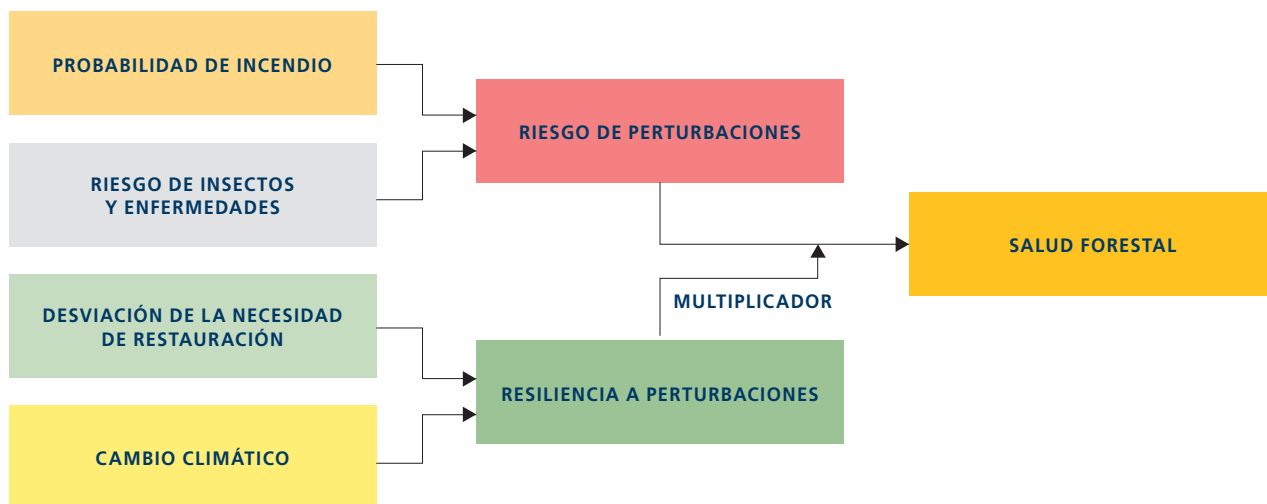 PROBABILIDAD DE INCENDIO
RIESGO DE INSECTOS
Y ENFERMEDADES
DESVIACIÓN DE LA NECESIDAD
DE RESTAURACIÓN
CAMBIO CLIMÁTICO
RIESGO DE PERTURBACIONES
MULTIPLICADOR
RESILIENCIA A PERTURBACIONES
SALUD FORESTAL